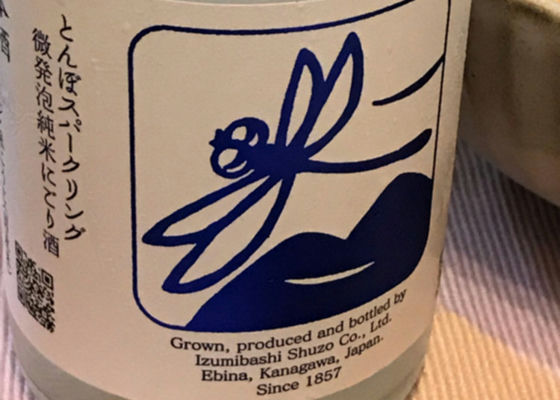 とんぼスパークリング
微発泡純米にごり酒
Grown, produced and bottled by
Izumibashi Shuzo Co., Ltd.
Ebina, Kanagawa, Japan.
Since 1857